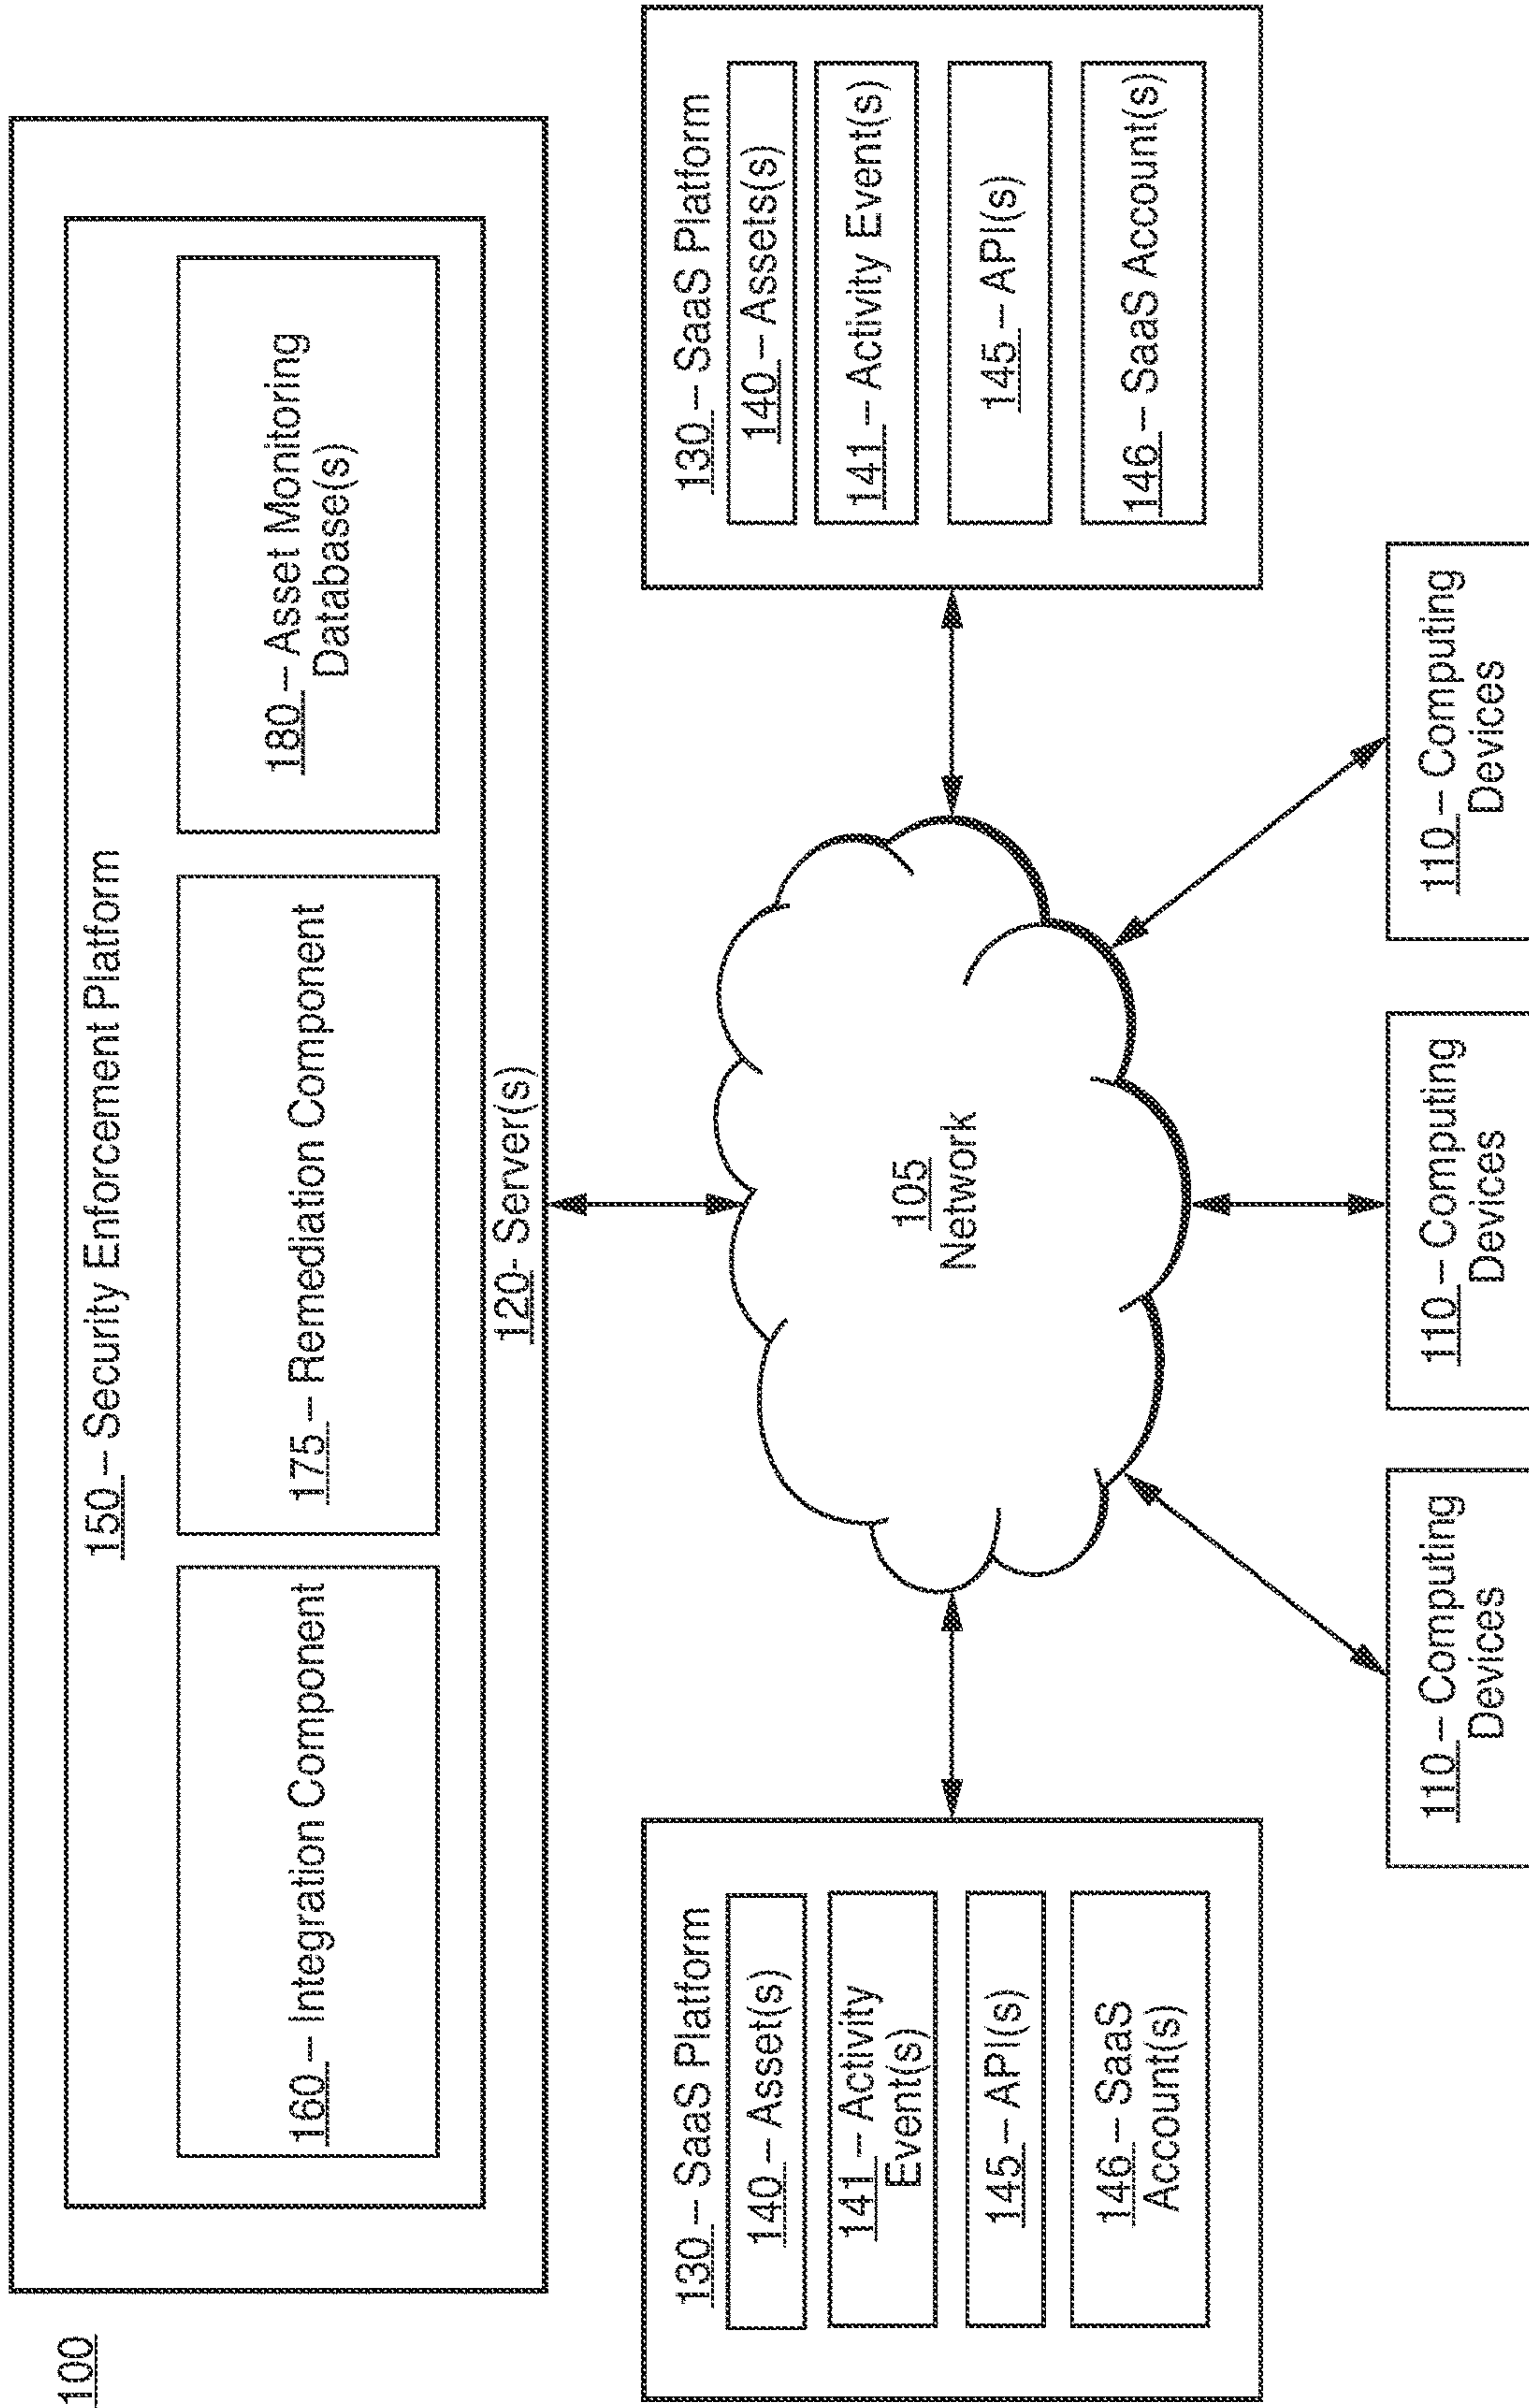 100
150 – Security Enforcement Platform
160 – Integration Component
175 – Remediation Component
180 – Asset Monitoring
Database(s)
120- Server(s)
130 – SaaS Platform
140 – Asset(s)
141 – Activity
Event(s)
145 – API(s)
146 – SaaS
Account(s)
105
Network
130 – SaaS Platform
140 – Assets(s)
141 – Activity Event(s)
145 – API(s)
146 – SaaS Account(s)
110 – Computing
Devices
110 – Computing
Devices
110 – Computing
Devices